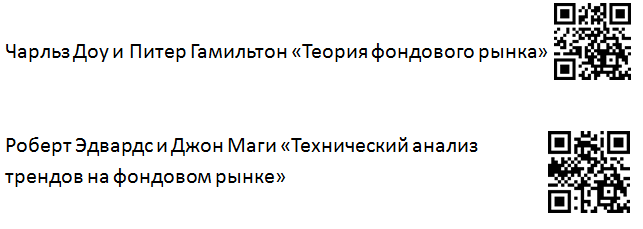 Чарльз Доу и Питер Гамильтон «Теория фондового рынка»
Роберт Эдвардс и Джон Маги «Технический анализ
трендов на фондовом рынке»